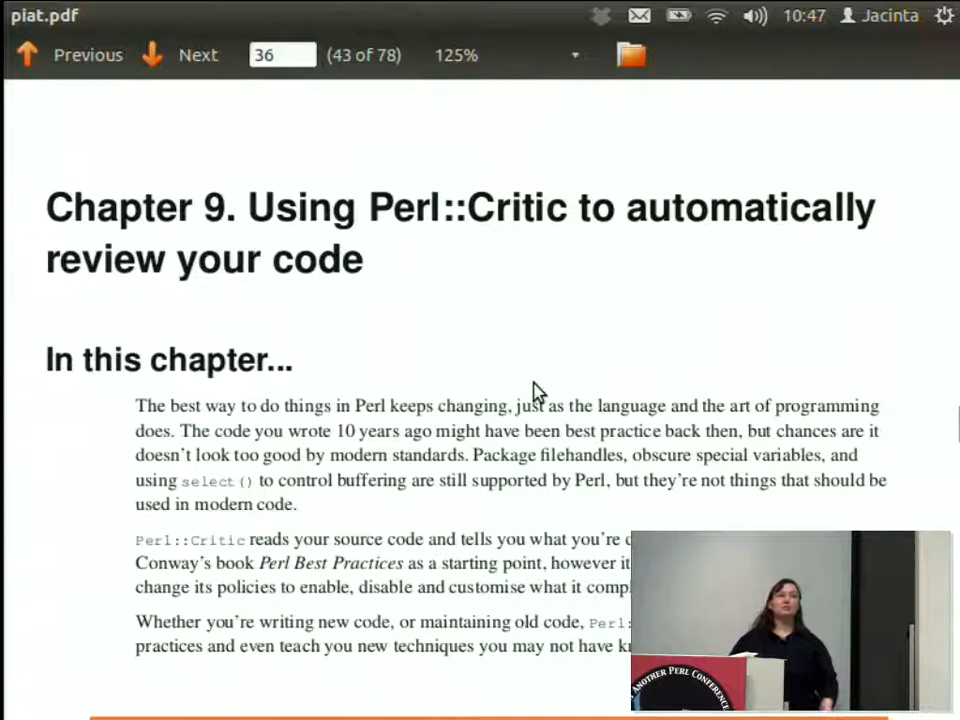 piat.pdf
10:47 Jacinta
Previous Next 36 (43 of 78) 125%
Chapter 9. Using Perl::Critic to automatically
review your code
In this chapter...
The best way to do things in Perl keeps changing, just as the language and the art of programming
does. The code you wrote 10 years ago might have been best practice back then, but chances are it
doesn't look too good by modern standards. Package filehandles, obscure special variables, and
using select() to control buffering are still supported by Perl, but they're not things that should be
used in modern code.
Perl::Critic reads your source code and tells you what you're
Conway's book Perl Best Practices as a starting point, however it
change its policies to enable, disable and customise what it
Whether you're writing new code, or maintaining old code,
practices and even teach you new techniques you may not have
ANOTHER PERL CONFERENCE